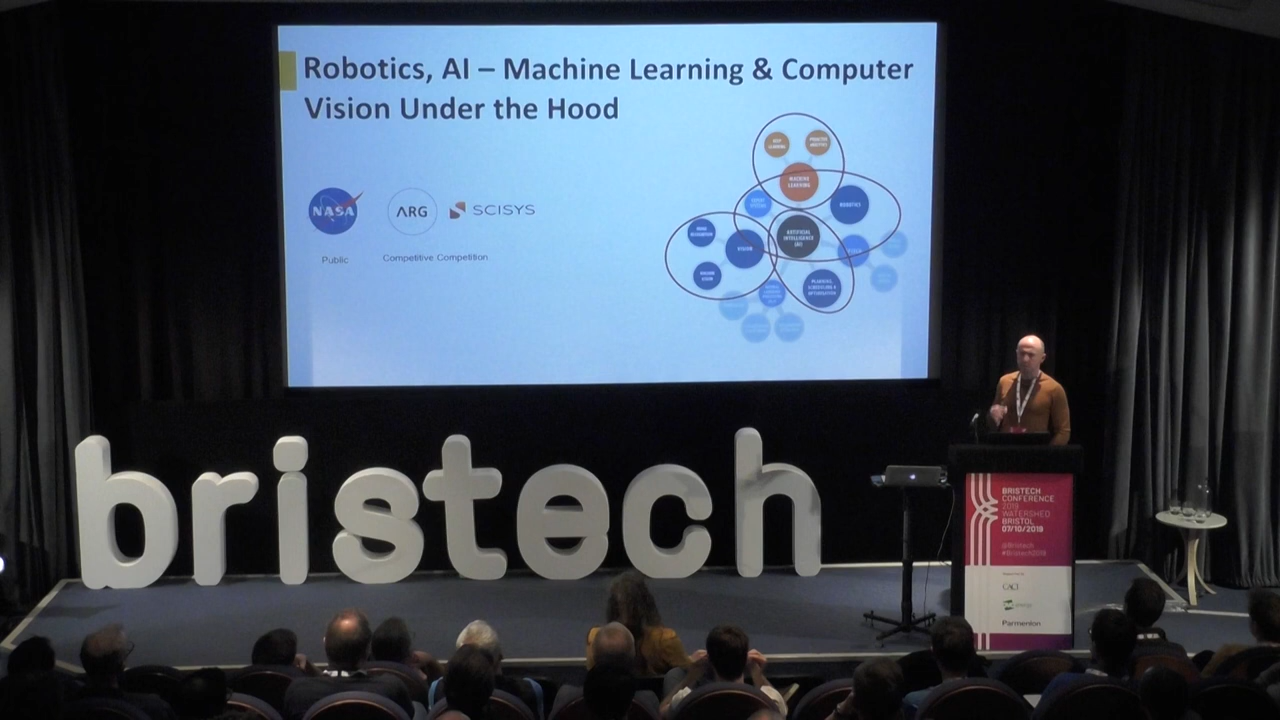 Robotics, AI – Machine Learning & Computer
Vision Under the Hood
NASA
ARG
SCISYS
Public
Competitive Competition
MACHINE
LEARNING
ROBOTICS
ARTIFICIAL
INTELLIGENCE
(AI)
VISION
bristech
BRISTECH
CONFERENCE
2019
WATERSHED
BRISTOL
07/10/2019
@Bristech
#Bristech2019
CACI
Parmenion